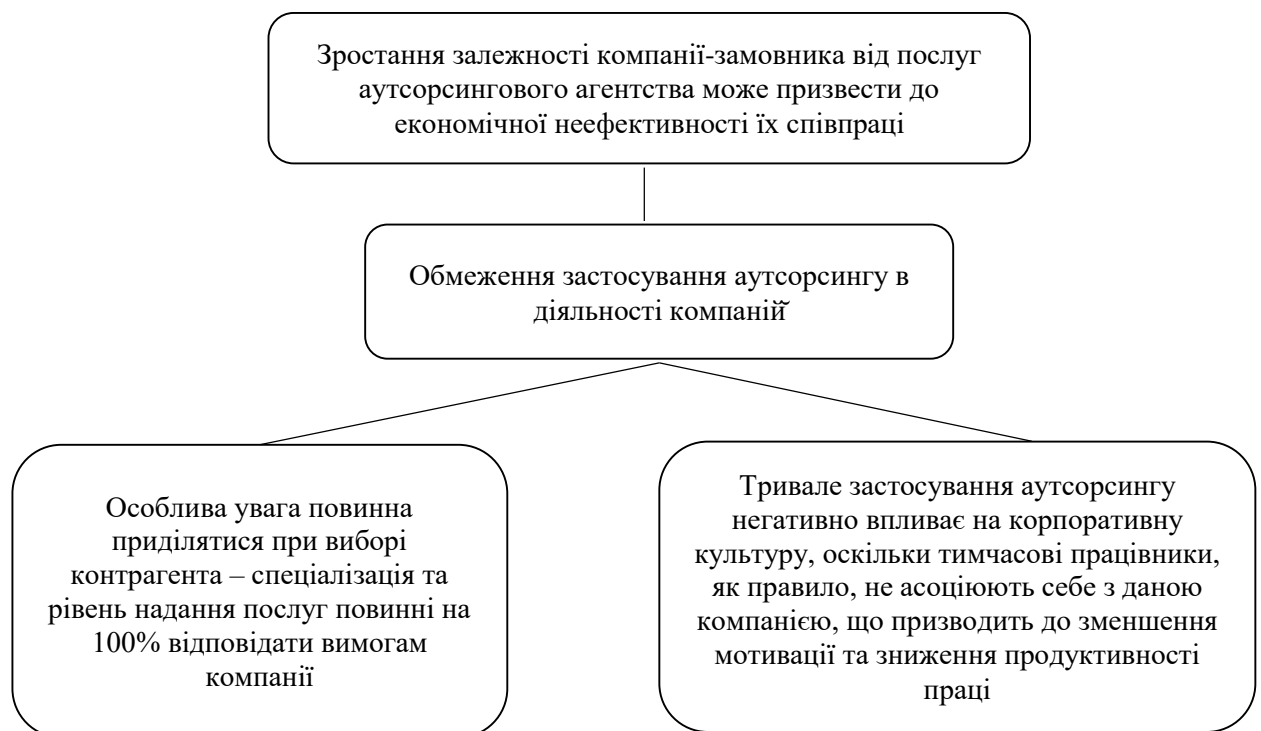 Зростання залежності компанії-замовника від послуг
аутсорсингового агентства може призвести до
економічної неефективності їх співпраці
Обмеження застосування аутсорсингу в
діяльності компаній
Особлива увага повинна
приділятися при виборі
контрагента – спеціалізація та
рівень надання послуг повинні на
100% відповідати вимогам
компанії
Тривале застосування аутсорсингу
негативно впливає на корпоративну
культуру, оскільки тимчасові працівники,
як правило, не асоціюють себе з даною
компанією, що призводить до зменшення
мотивації та зниження продуктивності
праці